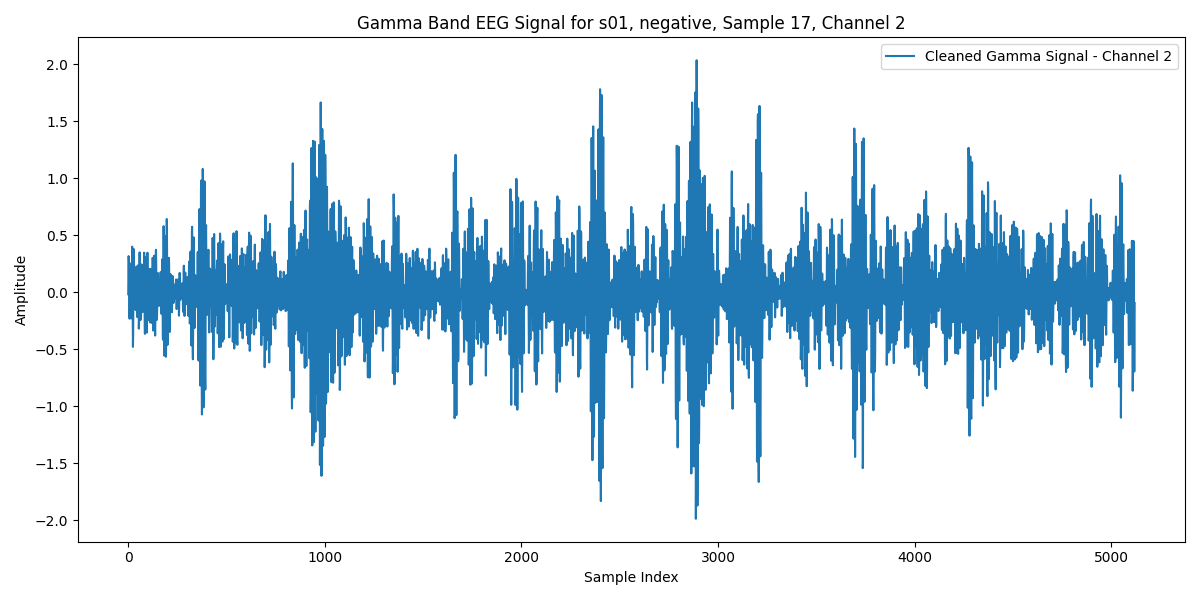 Gamma Band EEG Signal for s01, negative, Sample 17, Channel 2
Cleaned Gamma Signal - Channel 2
2.0
1.5
1.0
0.5
0.0
−0.5
−1.0
−1.5
−2.0
Amplitude
0 1000 2000 3000 4000 5000
Sample Index